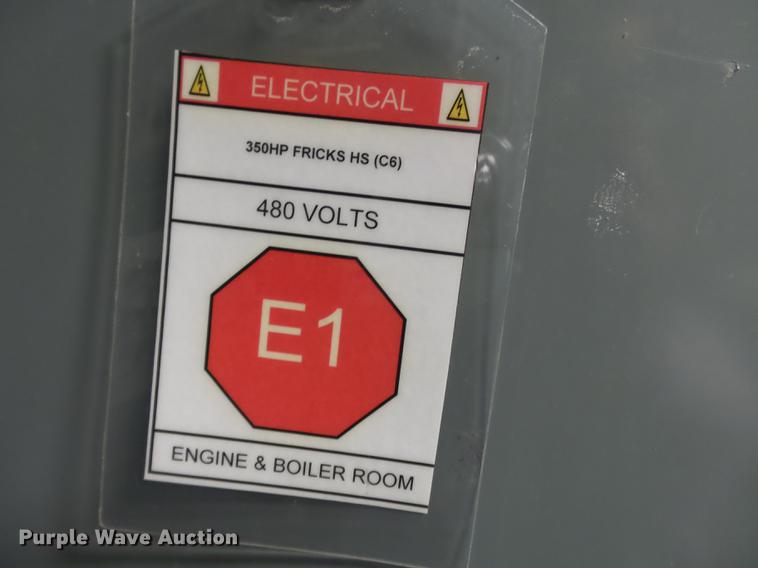 ELECTRICAL
350HP FRICKS HS (C6)
480 VOLTS
E1
ENGINE & BOILER ROOM
Purple Wave Auction